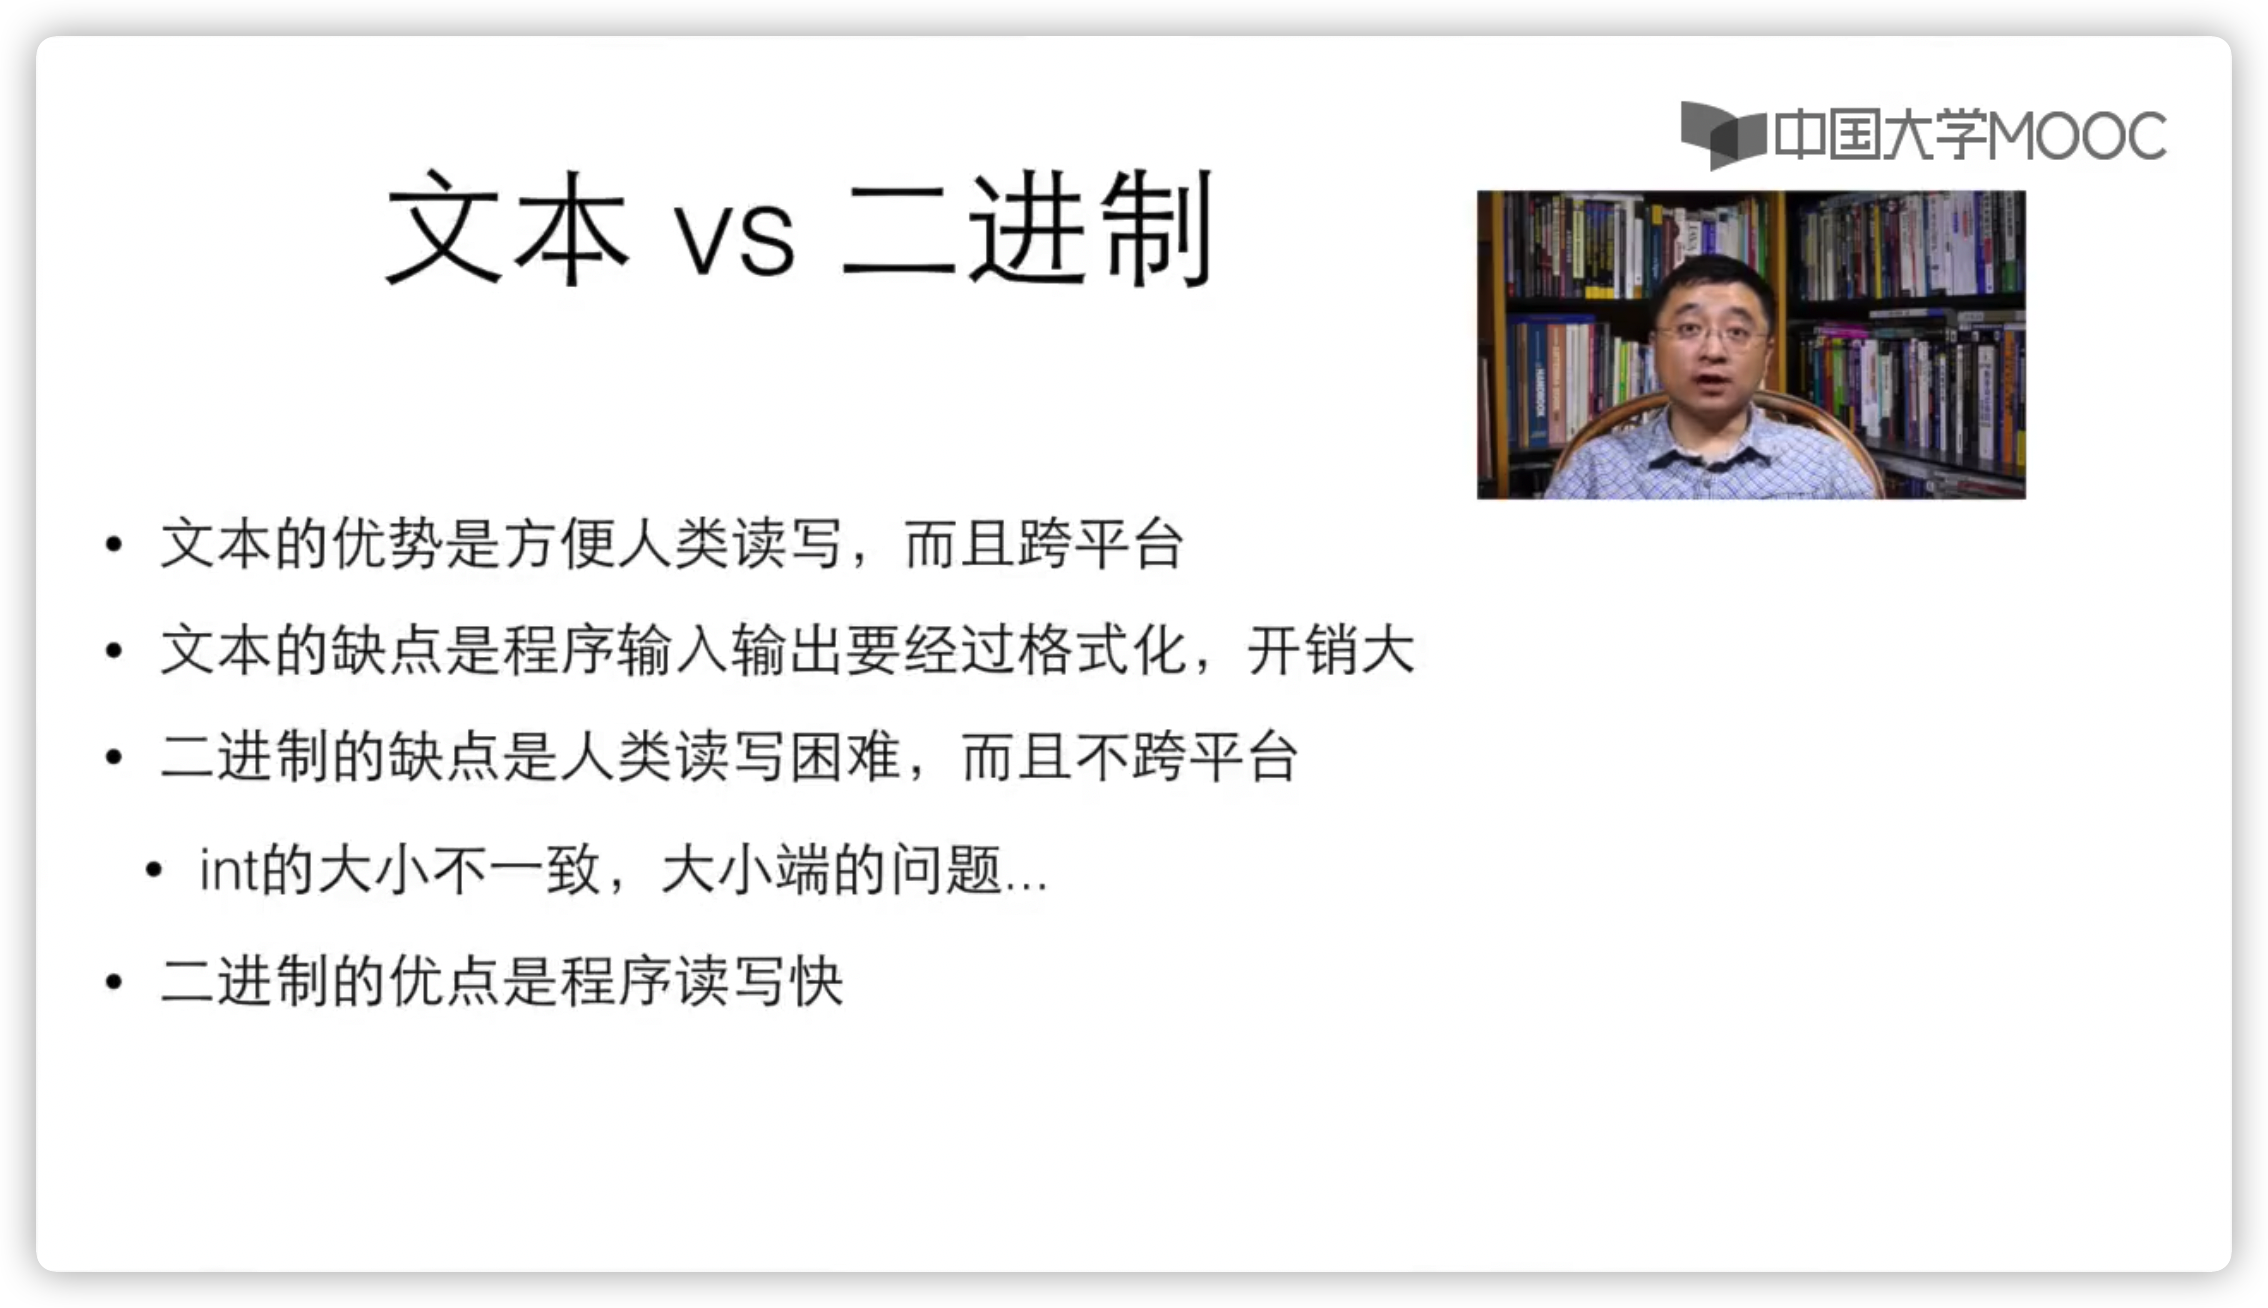 中国大学MOOC
文本 vs 二进制
• 文本的优势是方便人类读写，而且跨平台
• 文本的缺点是程序输入输出要经过格式化，开销大
• 二进制的缺点是人类读写困难，而且不跨平台
• int的大小不一致，大小端的问题...
• 二进制的优点是程序读写快